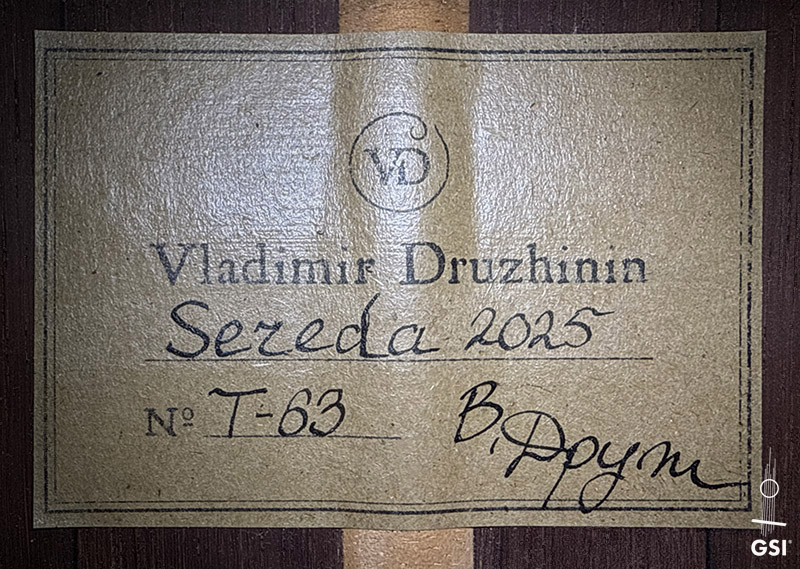 VD
Vladimir Druzhinin
Sereda 2025
Nº T-63
В. Друж
GSI